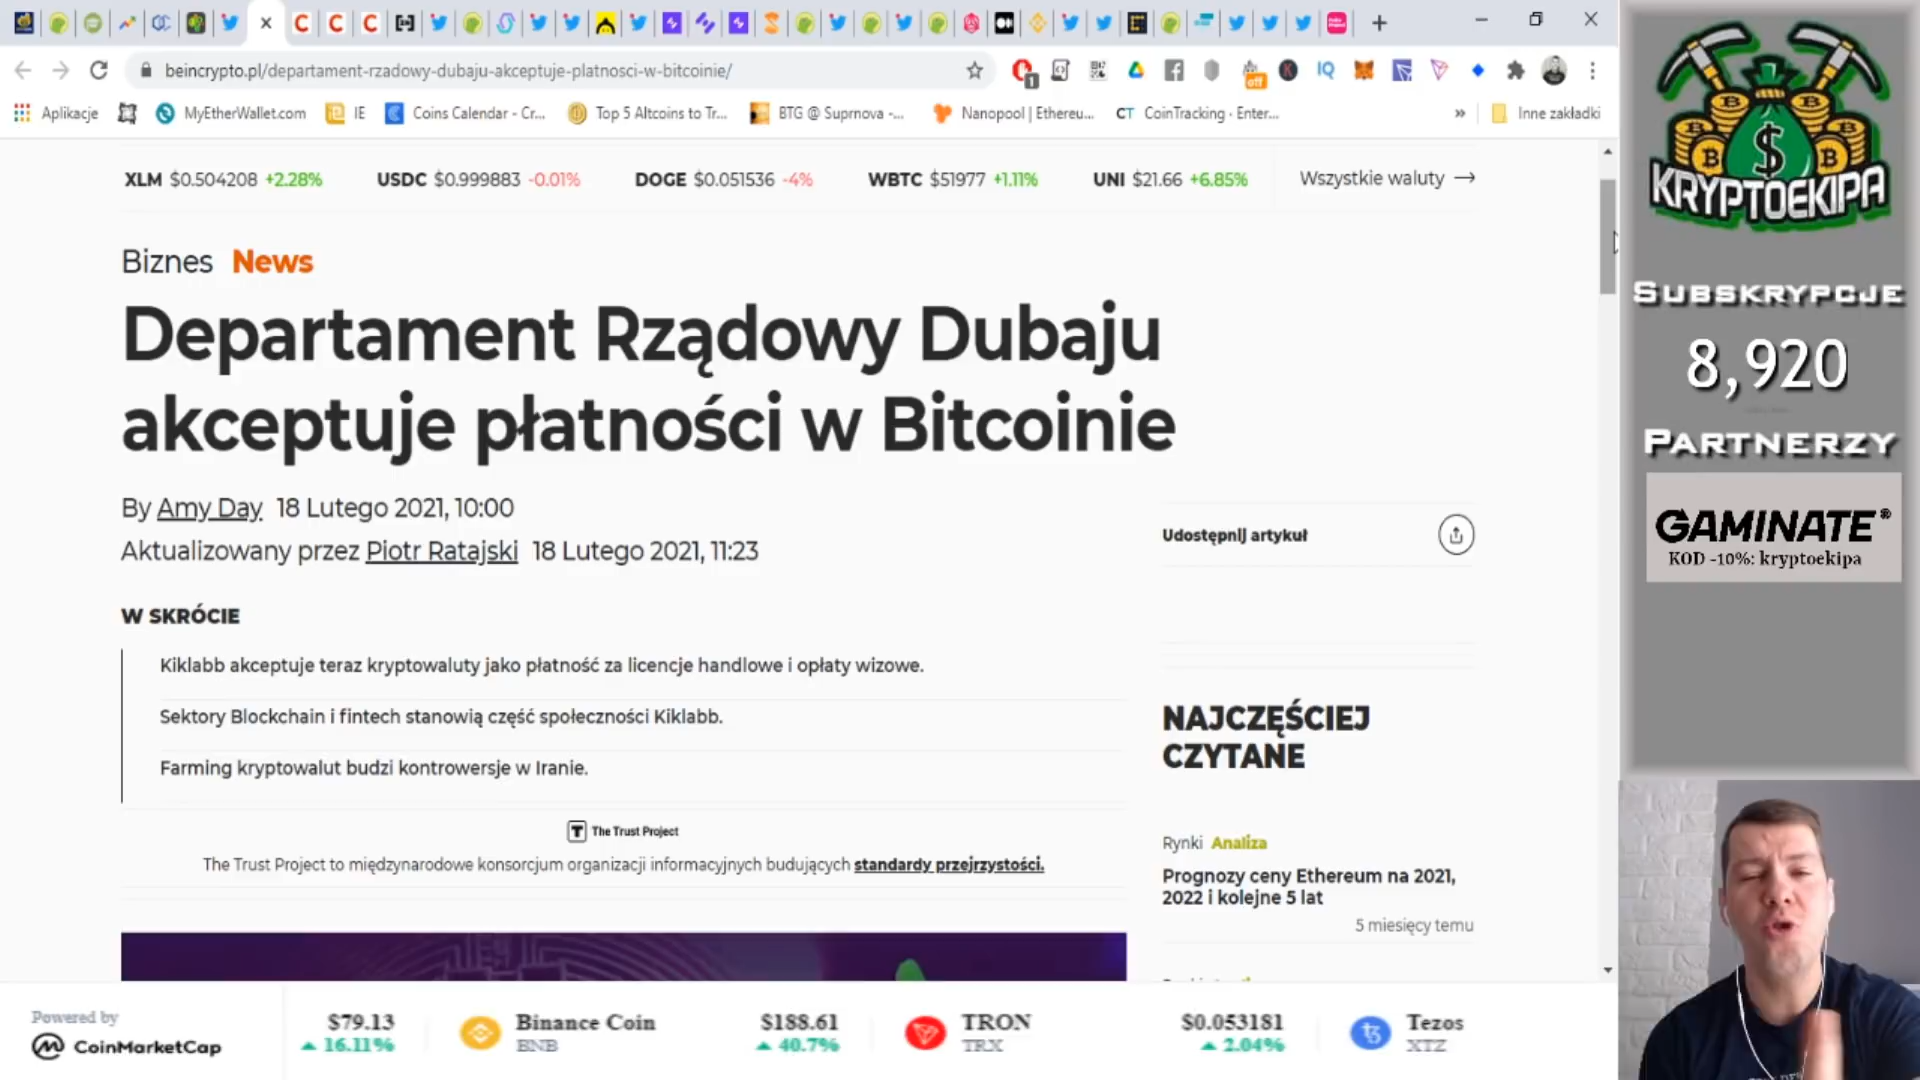 beincrypto.pl/departament-rzadowy-dubaju-akceptuje-platnosci-w-bitcoinie/
1
off
IQ
Aplikacje
MyEtherWallet.com
IE
Coins Calendar - Cr...
Top 5 Altcoins to Tr...
BTG @ Suprnova -...
Nanopool | Ethereu...
CT CoinTracking · Enter...
»
Inne zakładki
XLM $0.504208 +2.28%
USDC $0.999883 -0.01%
DOGE $0.051536 -4%
WBTC $51977 +1.11%
UNI $21.66 +6.85%
Wszystkie waluty →
Biznes News
Departament Rządowy Dubaju
akceptuje płatności w Bitcoinie
By Amy Day 18 Lutego 2021, 10:00
Aktualizowany przez Piotr Ratajski 18 Lutego 2021, 11:23
Udostępnij artykuł
W SKRÓCIE
Kiklabb akceptuje teraz kryptowaluty jako płatność za licencje handlowe i opłaty wizowe.
Sektory Blockchain i fintech stanowią część społeczności Kiklabb.
Farming kryptowalut budzi kontrowersje w Iranie.
T The Trust Project
The Trust Project to międzynarodowe konsorcjum organizacji informacyjnych budujących standardy przejrzystości.
NAJCZĘŚCIEJ
CZYTANE
Rynki Analiza
Prognozy ceny Ethereum na 2021,
2022 i kolejne 5 lat
5 miesięcy temu
Powered by
CoinMarketCap
$79.13
16.11%
Binance Coin
BNB
$188.61
40.7%
TRON
TRX
$0.053181
2.04%
Tezos
XTZ
$
KRYPTOEKIPA
SUBSKRYPCJE
8,920
PARTNERZY
GAMINATE®
KOD -10%: kryptoekipa